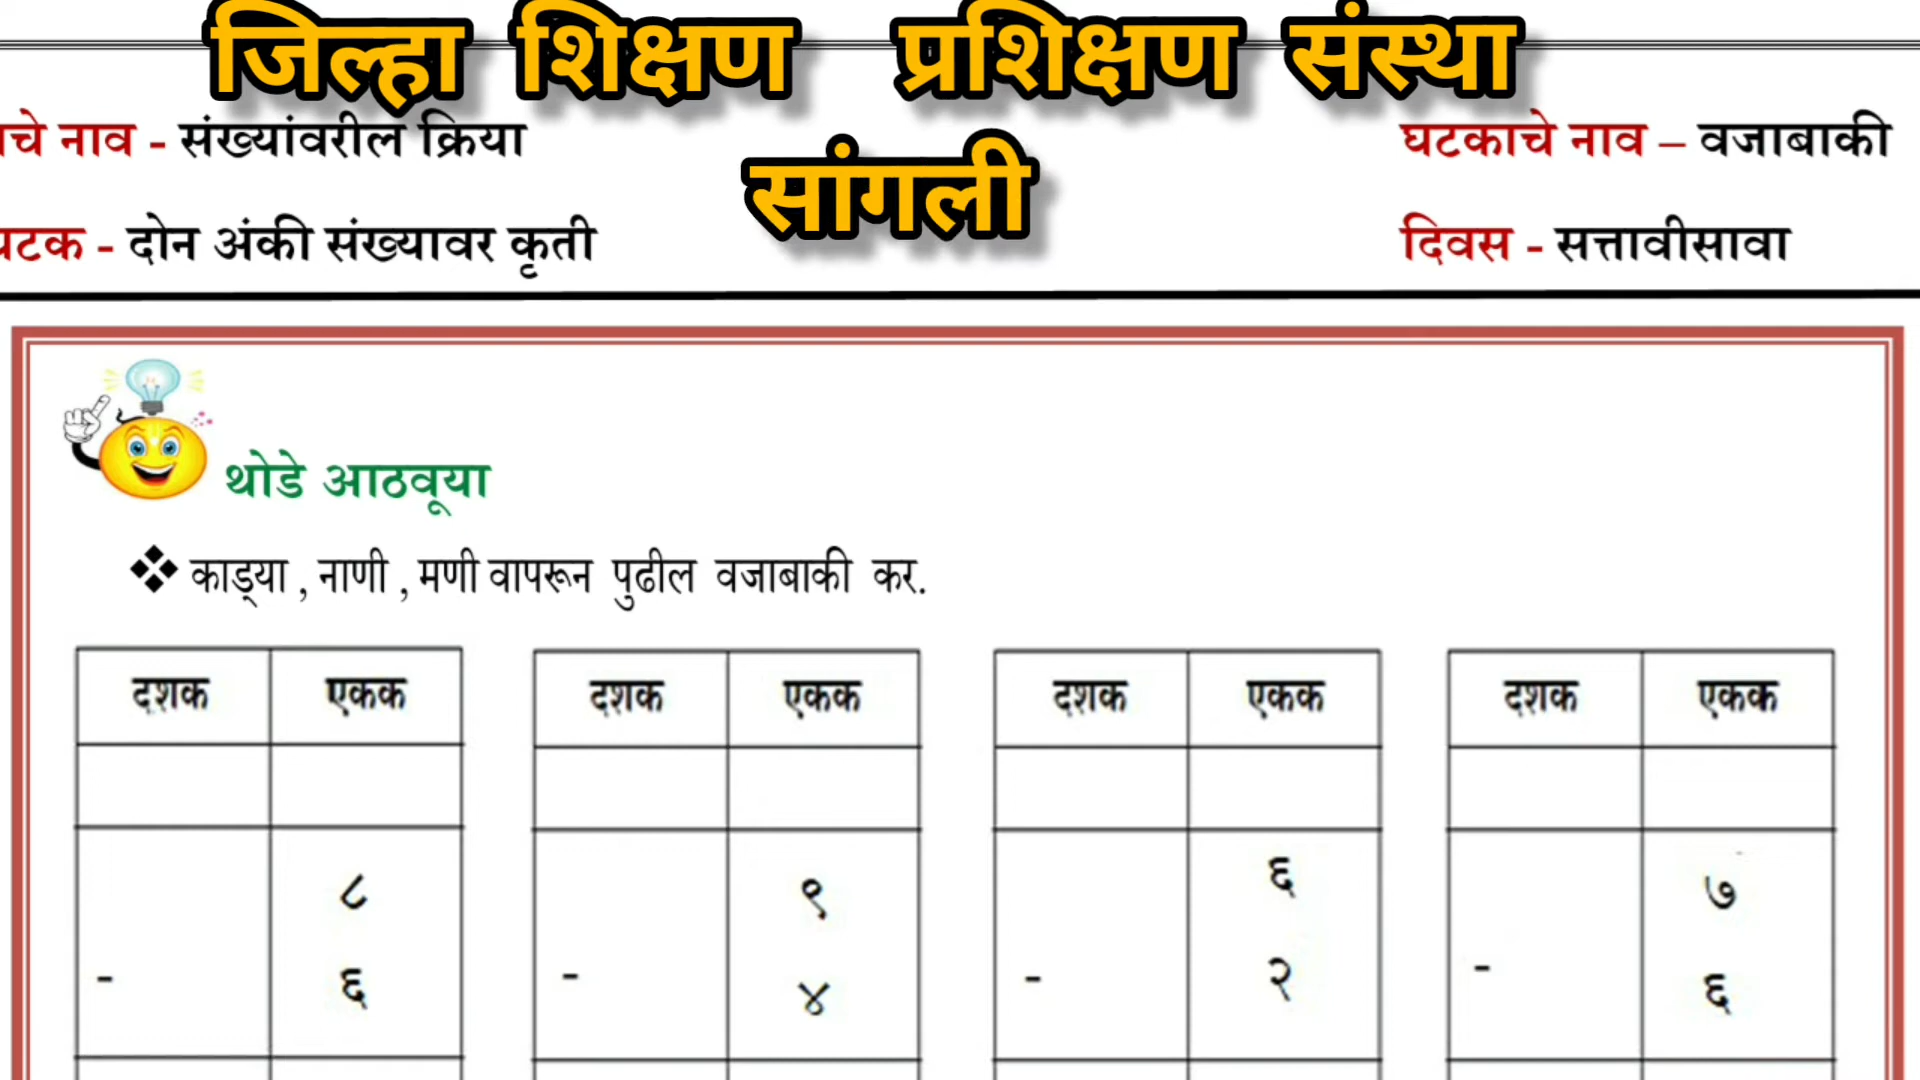 जिल्हा शिक्षण प्रशिक्षण संस्था
सांगली
नाव - संख्यांवरील क्रिया
घटकाचे नाव – वजाबाकी
दोन अंकी संख्यावर कृती
दिवस - सत्तावीसावा
थोडे आठवूया
❖ काड्या , नाणी , मणी वापरून पुढील वजाबाकी कर.
दशक एकक दशक एकक दशक एकक दशक एकक
८ ९ ६ ७
- ६ - ४ - २ - ६